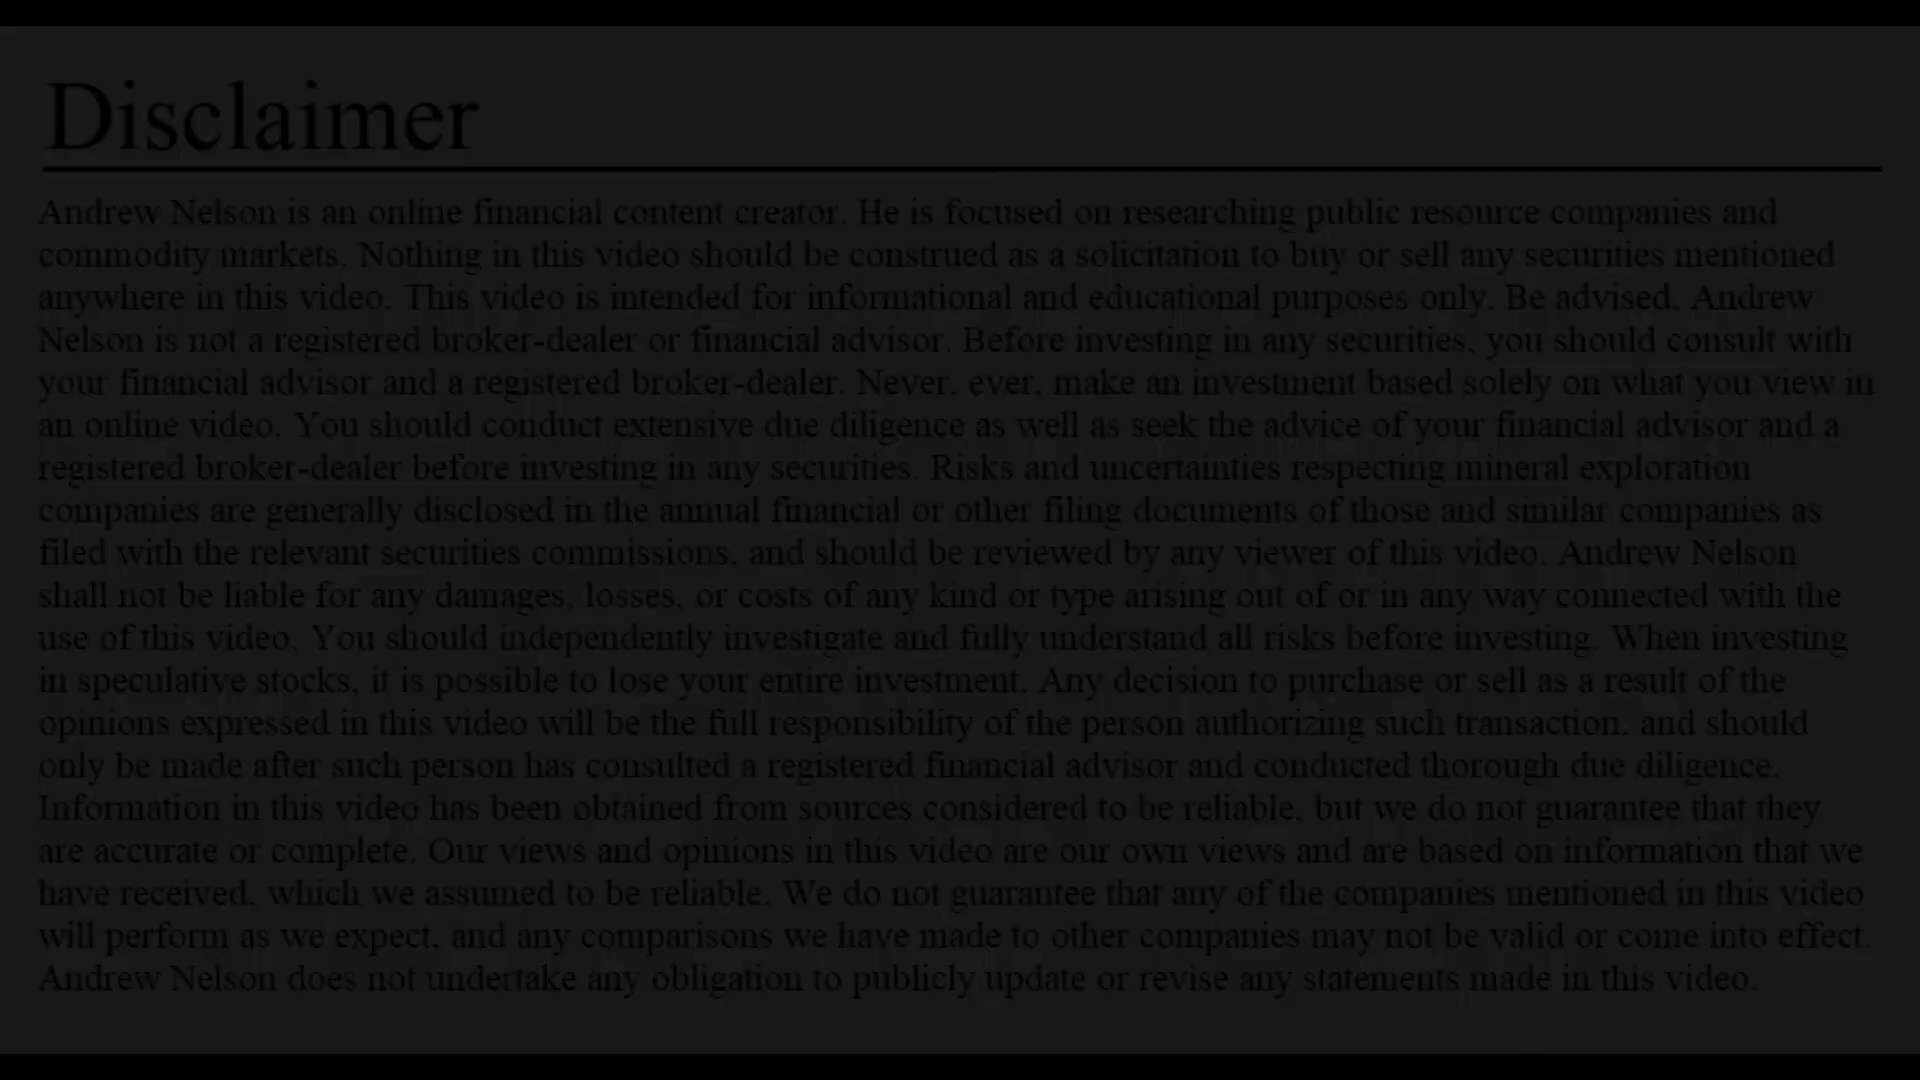 Disclaimer
Andrew Nelson is an online financial content creator. He is focused on researching public resource companies and
commodity markets. Nothing in this video should be construed as a solicitation to buy or sell any securities mentioned
anywhere in this video. This video is intended for informational and educational purposes only. Be advised, Andrew
Nelson is not a registered broker-dealer or financial advisor. Before investing in any securities, you should consult with
your financial advisor and a registered broker-dealer. Never, ever, make an investment based solely on what you view in
an online video. You should conduct extensive due diligence as well as seek the advice of your financial advisor and a
registered broker-dealer before investing in any securities. Risks and uncertainties respecting mineral exploration
companies are generally disclosed in the annual financial or other filing documents of those and similar companies as
filed with the relevant securities commissions, and should be reviewed by any viewer of this video. Andrew Nelson
shall not be liable for any damages, losses, or costs of any kind or type arising out of or in any way connected with the
use of this video. You should independently investigate and fully understand all risks before investing. When investing
in speculative stocks, it is possible to lose your entire investment. Any decision to purchase or sell as a result of the
opinions expressed in this video will be the full responsibility of the person authorizing such transaction, and should
only be made after such person has consulted a registered financial advisor and conducted thorough due diligence.
Information in this video has been obtained from sources considered to be reliable, but we do not guarantee that they
are accurate or complete. Our views and opinions in this video are our own views and are based on information that we
have received, which we assumed to be reliable. We do not guarantee that any of the companies mentioned in this video
will perform as we expect, and any comparisons we have made to other companies may not be valid or come into effect.
Andrew Nelson does not undertake any obligation to publicly update or revise any statements made in this video.